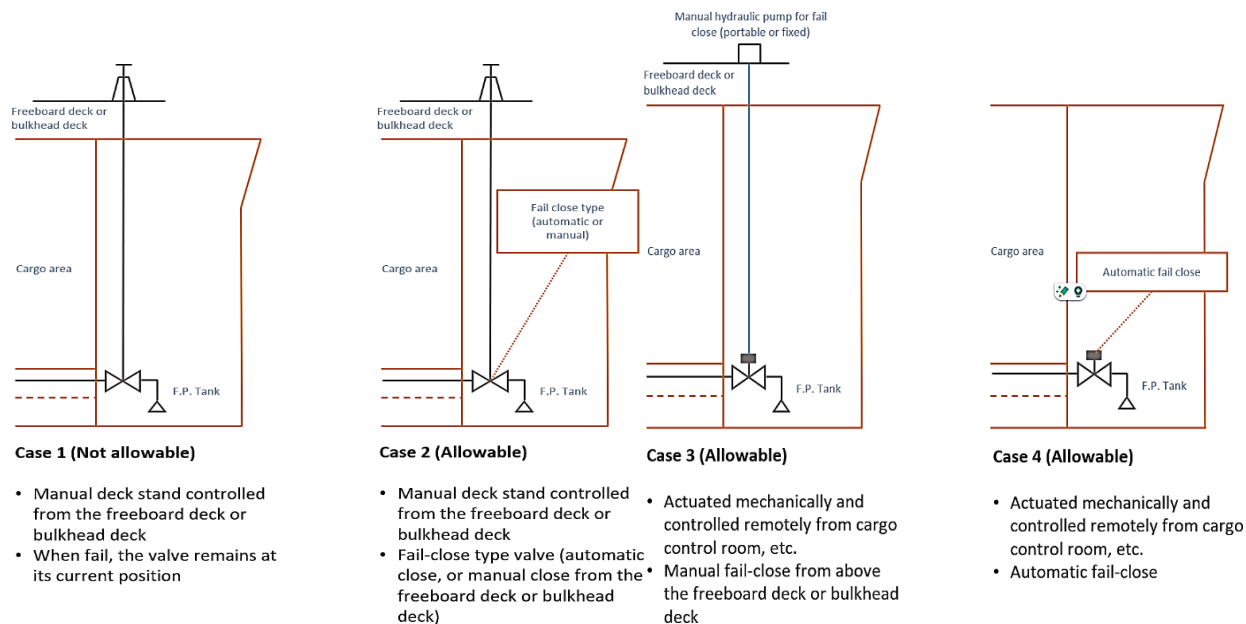 Freeboard deck or
bulkhead deck
Cargo area
F.P. Tank
Case 1 (Not allowable)
• Manual deck stand controlled
from the freeboard deck or
bulkhead deck
• When fail, the valve remains at
its current position
Freeboard deck or
bulkhead deck
Fail close type
(automatic or
manual)
Cargo area
F.P. Tank
Case 2 (Allowable)
• Manual deck stand controlled
from the freeboard deck or
bulkhead deck
• Fail-close type valve (automatic
close, or manual close from the
freeboard deck or bulkhead
deck)
Manual hydraulic pump for fail
close (portable or fixed)
Freeboard deck or
bulkhead deck
Cargo area
F.P. Tank
Case 3 (Allowable)
• Actuated mechanically and
controlled remotely from cargo
control room, etc.
• Manual fail-close from above
the freeboard deck or bulkhead
deck
Cargo area
Automatic fail close
F.P. Tank
Case 4 (Allowable)
• Actuated mechanically and
controlled remotely from cargo
control room, etc.
• Automatic fail-close